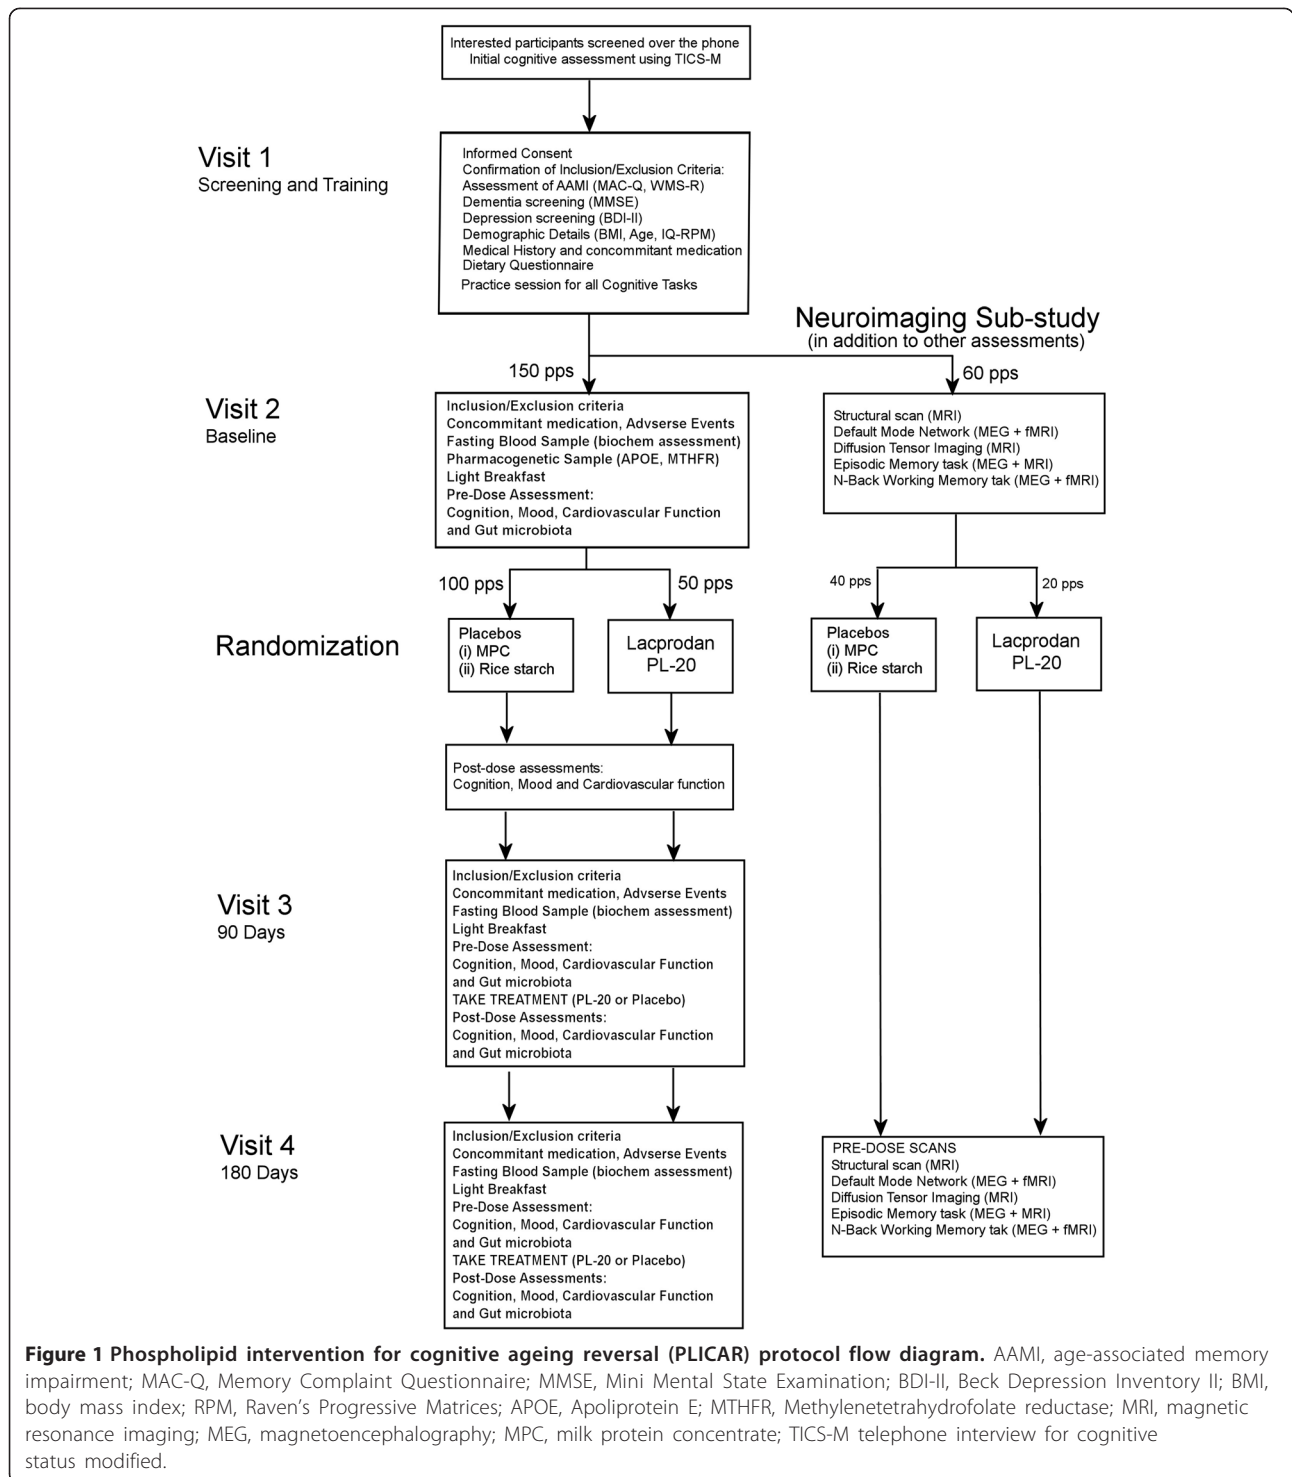 Interested participants screened over the phone
Initial cognitive assessment using TICS-M
Visit 1
Screening and Training
Informed Consent
Confirmation of Inclusion/Exclusion Criteria:
Assessment of AAMI (MAC-Q, WMS-R)
Dementia screening (MMSE)
Depression screening (BDI-II)
Demographic Details (BMI, Age, IQ-RPM)
Medical History and concommitant medication
Dietary Questionnaire
Practice session for all Cognitive Tasks
Neuroimaging Sub-study
(in addition to other assessments)
150 pps
60 pps
Visit 2
Baseline
Inclusion/Exclusion criteria
Concommitant medication, Advserse Events
Fasting Blood Sample (biochem assessment)
Pharmacogenetic Sample (APOE, MTHFR)
Light Breakfast
Pre-Dose Assessment:
Cognition, Mood, Cardiovascular Function
and Gut microbiota
Structural scan (MRI)
Default Mode Network (MEG + fMRI)
Diffusion Tensor Imaging (MRI)
Episodic Memory task (MEG + MRI)
N-Back Working Memory tak (MEG + fMRI)
100 pps
50 pps
40 pps
20 pps
Randomization
Placebos
(i) MPC
(ii) Rice starch
Lacprodan
PL-20
Placebos
(i) MPC
(ii) Rice starch
Lacprodan
PL-20
Post-dose assessments:
Cognition, Mood and Cardiovascular function
Visit 3
90 Days
Inclusion/Exclusion criteria
Concommitant medication, Advserse Events
Fasting Blood Sample (biochem assessment)
Light Breakfast
Pre-Dose Assessment:
Cognition, Mood, Cardiovascular Function
and Gut microbiota
TAKE TREATMENT (PL-20 or Placebo)
Post-Dose Assessments:
Cognition, Mood, Cardiovascular Function
and Gut microbiota
Visit 4
180 Days
Inclusion/Exclusion criteria
Concommitant medication, Advserse Events
Fasting Blood Sample (biochem assessment)
Light Breakfast
Pre-Dose Assessment:
Cognition, Mood, Cardiovascular Function
and Gut microbiota
TAKE TREATMENT (PL-20 or Placebo)
Post-Dose Assessments:
Cognition, Mood, Cardiovascular Function
and Gut microbiota
PRE-DOSE SCANS
Structural scan (MRI)
Default Mode Network (MEG + fMRI)
Diffusion Tensor Imaging (MRI)
Episodic Memory task (MEG + MRI)
N-Back Working Memory tak (MEG + fMRI)
Figure 1 Phospholipid intervention for cognitive ageing reversal (PLICAR) protocol flow diagram. AAMI, age-associated memory
impairment; MAC-Q, Memory Complaint Questionnaire; MMSE, Mini Mental State Examination; BDI-II, Beck Depression Inventory II; BMI,
body mass index; RPM, Raven's Progressive Matrices; APOE, Apoliprotein E; MTHFR, Methylenetetrahydrofolate reductase; MRI, magnetic
resonance imaging; MEG, magnetoencephalography; MPC, milk protein concentrate; TICS-M telephone interview for cognitive
status modified.